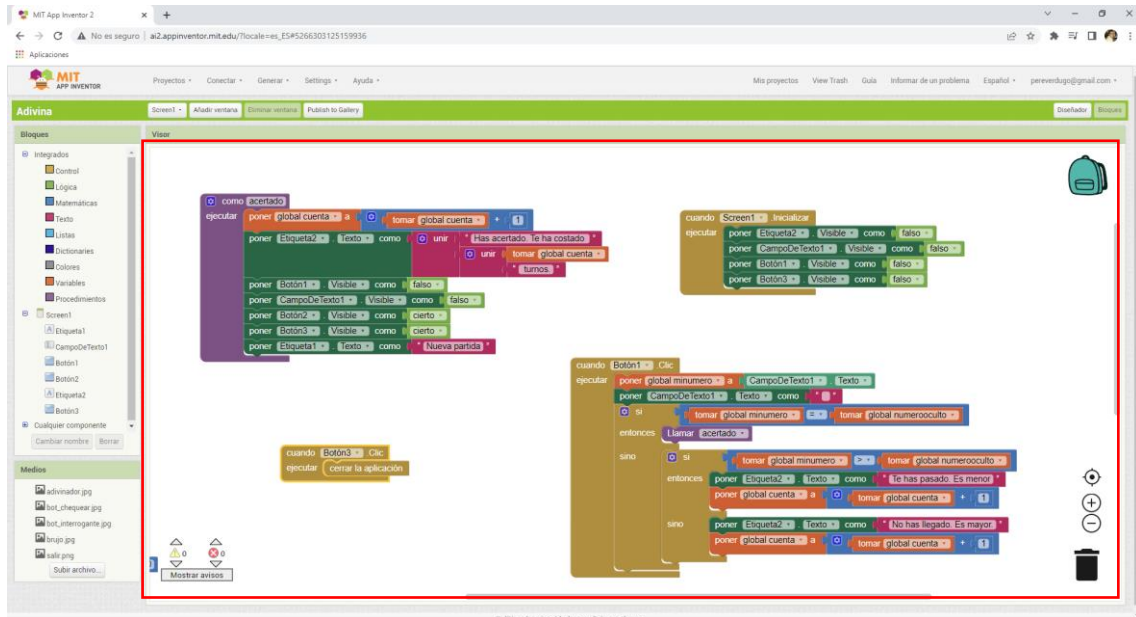 MIT App Inventor 2
No es seguro | ai2.appinventor.mit.edu/?locale=es_ES#5266303125159936
Aplicaciones
MIT APP INVENTOR
Proyectos Conectar Generar Settings Ayuda Mis proyectos View Trash Guía Informar de un problema Español pereverdugo@gmail.com
Adivina Screen1 Añadir ventana Eliminar ventana Publish to Gallery Diseñador Bloques
Bloques
Integrados
Control
Lógica
Matemáticas
Texto
Listas
Dictionaries
Colores
Variables
Procedimientos
Screen1
Etiqueta1
CampoDeTexto1
Botón1
Botón2
Etiqueta2
Botón3
Cualquier componente
Cambiar nombre Borrar
Medios
adivinador.jpg
bot_chequear.jpg
bot_interrogante.jpg
brujo.jpg
salir.png
Subir archivo...
Visor
como acertado
ejecutar poner global cuenta a tomar global cuenta + 1
poner Etiqueta2 . Texto como unir " Has acertado. Te ha costado "
unir tomar global cuenta
" turnos. "
poner Botón1 . Visible como falso
poner CampoDeTexto1 . Visible como falso
poner Botón2 . Visible como cierto
poner Botón3 . Visible como cierto
poner Etiqueta1 . Texto como " Nueva partida "
cuando Screen1 .Inicializar
ejecutar poner Etiqueta2 . Visible como falso
poner CampoDeTexto1 . Visible como falso
poner Botón1 . Visible como falso
poner Botón3 . Visible como falso
cuando Botón3 .Clic
ejecutar cerrar la aplicación
cuando Botón1 .Clic
ejecutar poner global minumero a CampoDeTexto1 . Texto
poner CampoDeTexto1 . Texto como " "
si tomar global minumero = tomar global numerooculto
entonces Llamar acertado
sino si tomar global minumero > tomar global numerooculto
entonces poner Etiqueta2 . Texto como " Te has pasado. Es menor "
poner global cuenta a tomar global cuenta + 1
sino poner Etiqueta2 . Texto como " No has llegado. Es mayor. "
poner global cuenta a tomar global cuenta + 1
0 0
Mostrar avisos